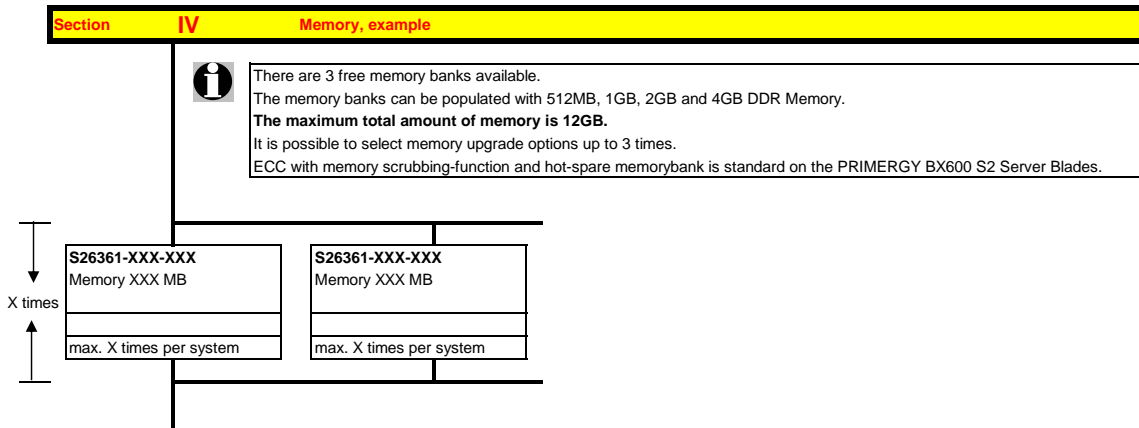 Section IV Memory, example
There are 3 free memory banks available.
The memory banks can be populated with 512MB, 1GB, 2GB and 4GB DDR Memory.
The maximum total amount of memory is 12GB.
It is possible to select memory upgrade options up to 3 times.
ECC with memory scrubbing-function and hot-spare memorybank is standard on the PRIMERGY BX600 S2 Server Blades.
S26361-XXX-XXX S26361-XXX-XXX
Memory XXX MB Memory XXX MB
X times
max. X times per system max. X times per system